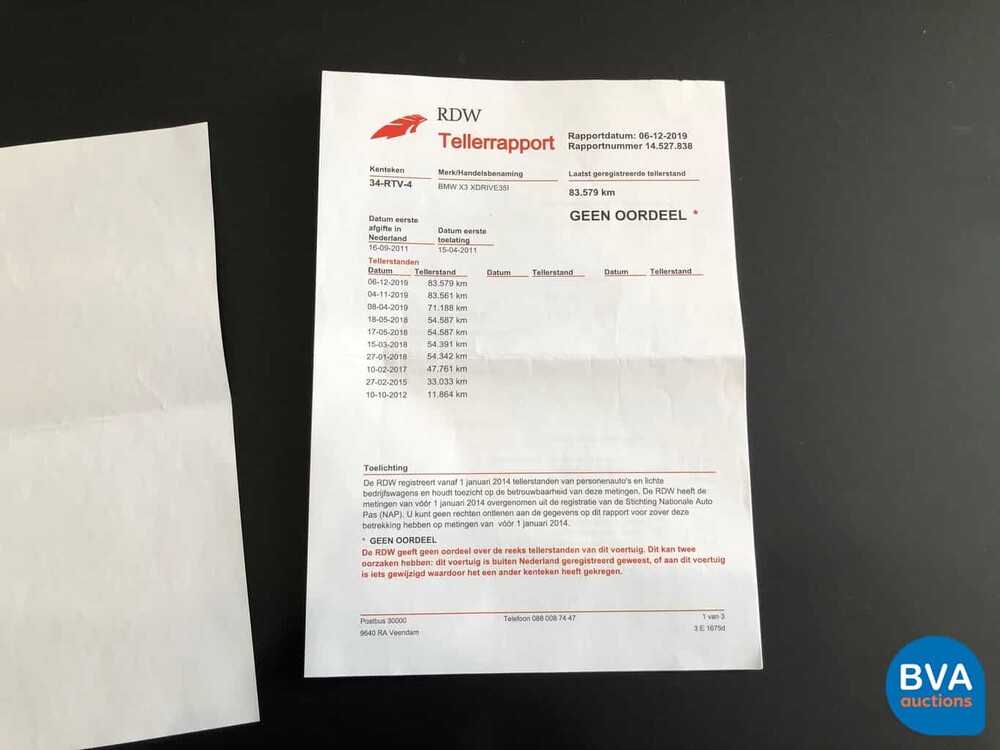 RDW
Tellerrapport
Rapportdatum: 06-12-2019
Rapportnummer 14.527.838
Kenteken
Merk/Handelsbenaming
Laatst geregistreerde tellerstand
34-RTV-4
BMW X3 XDRIVE35I
83.579 km
GEEN OORDEEL *
Datum eerste
afgifte in
Nederland
Datum eerste
toelating
16-09-2011
15-04-2011
Tellerstanden
Datum Tellerstand Datum Tellerstand Datum Tellerstand
06-12-2019 83.579 km
04-11-2019 83.561 km
08-04-2019 71.188 km
18-05-2018 54.587 km
17-05-2018 54.587 km
15-03-2018 54.391 km
27-01-2018 54.342 km
10-02-2017 47.761 km
27-02-2015 33.033 km
10-10-2012 11.864 km
Toelichting
De RDW registreert vanaf 1 januari 2014 tellerstanden van personenauto's en lichte
bedrijfswagens en houdt toezicht op de betrouwbaarheid van deze metingen. De RDW heeft de
metingen van vóór 1 januari 2014 overgenomen uit de registratie van de Stichting Nationale Auto
Pas (NAP). U kunt geen rechten ontlenen aan de gegevens op dit rapport voor zover deze
betrekking hebben op metingen van vóór 1 januari 2014.
* GEEN OORDEEL
De RDW geeft geen oordeel over de reeks tellerstanden van dit voertuig. Dit kan twee
oorzaken hebben: dit voertuig is buiten Nederland geregistreerd geweest, of aan dit voertuig
is iets gewijzigd waardoor het een ander kenteken heeft gekregen.
Postbus 30000
9640 RA Veendam
Telefoon 088 008 74 47
1 van 3
3 E 1675d
BVA
auctions